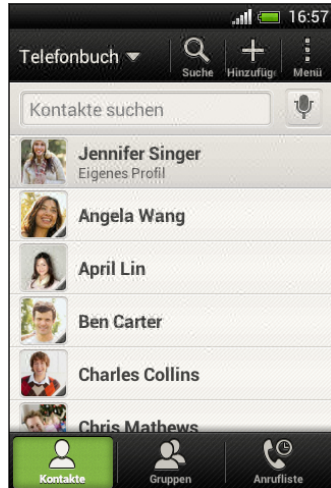 16:57
Telefonbuch
Suche
Hinzufüg
Menü
Kontakte suchen
Jennifer Singer
Eigenes Profil
Angela Wang
April Lin
Ben Carter
Charles Collins
Chris Mathews
Kontakte
Gruppen
Anrufliste